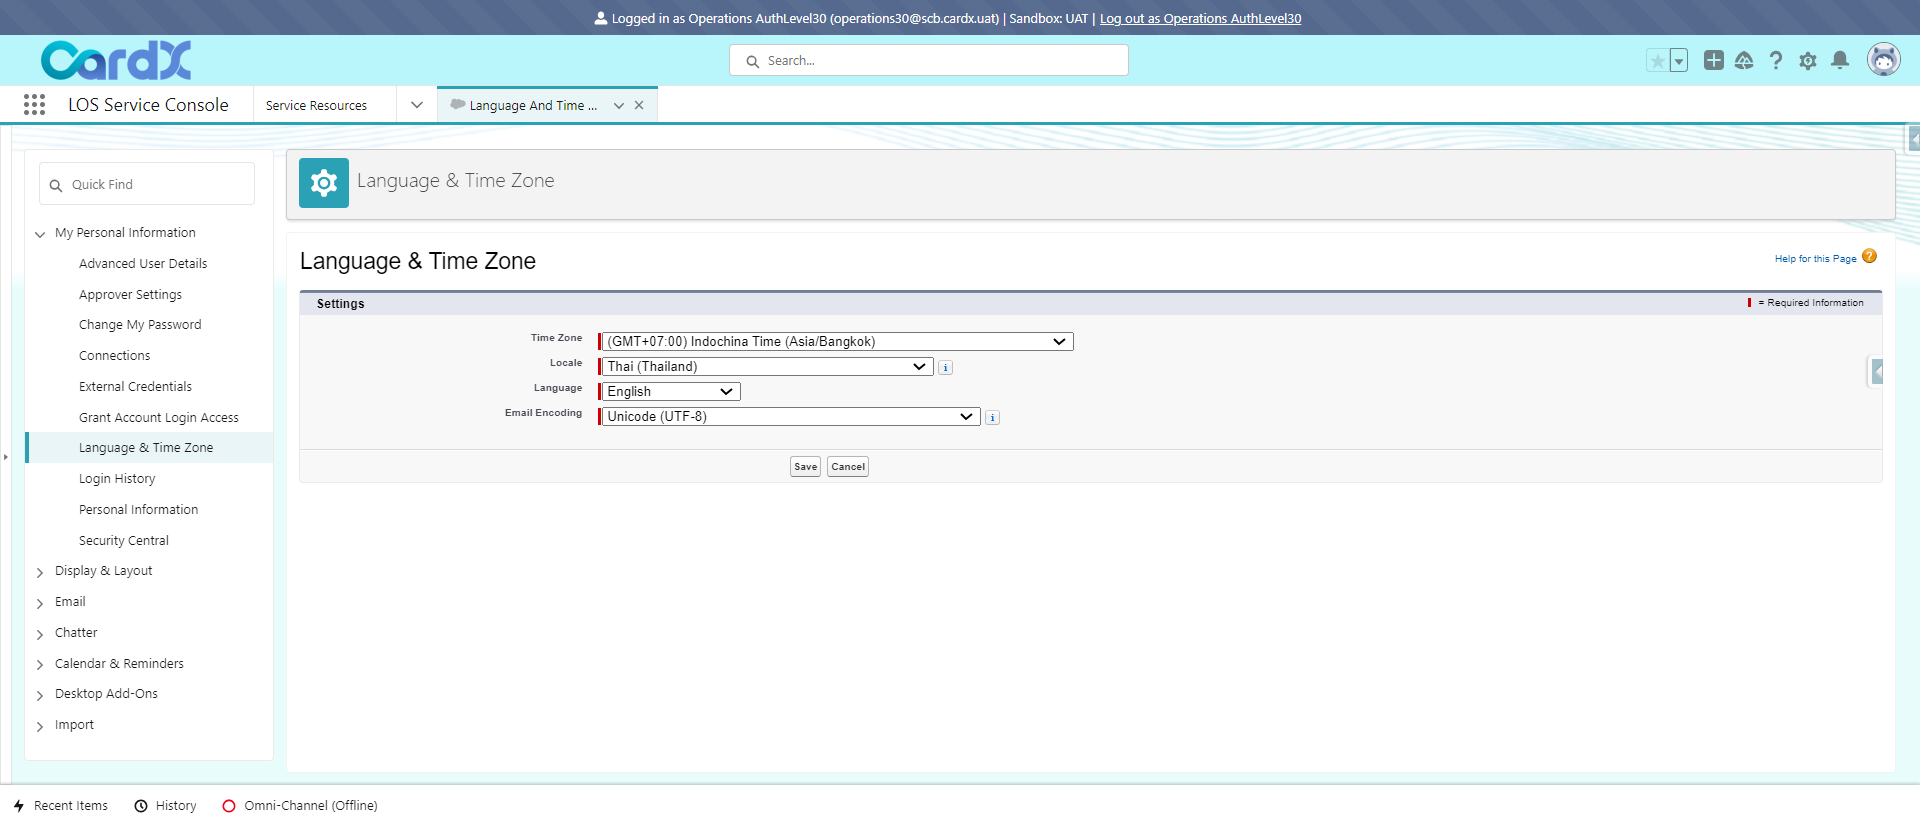 Logged in as Operations AuthLevel30 (operations30@scb.cardx.uat) | Sandbox: UAT | Log out as Operations AuthLevel30
CardX
Search...
LOS Service Console
Service Resources
Language And Time ...
Quick Find
My Personal Information
Advanced User Details
Approver Settings
Change My Password
Connections
External Credentials
Grant Account Login Access
Language & Time Zone
Login History
Personal Information
Security Central
Display & Layout
Email
Chatter
Calendar & Reminders
Desktop Add-Ons
Import
Language & Time Zone
Language & Time Zone
Help for this Page ?
Settings
= Required Information
Time Zone (GMT+07:00) Indochina Time (Asia/Bangkok)
Locale Thai (Thailand) i
Language English
Email Encoding Unicode (UTF-8) i
Save Cancel
Recent Items History Omni-Channel (Offline)